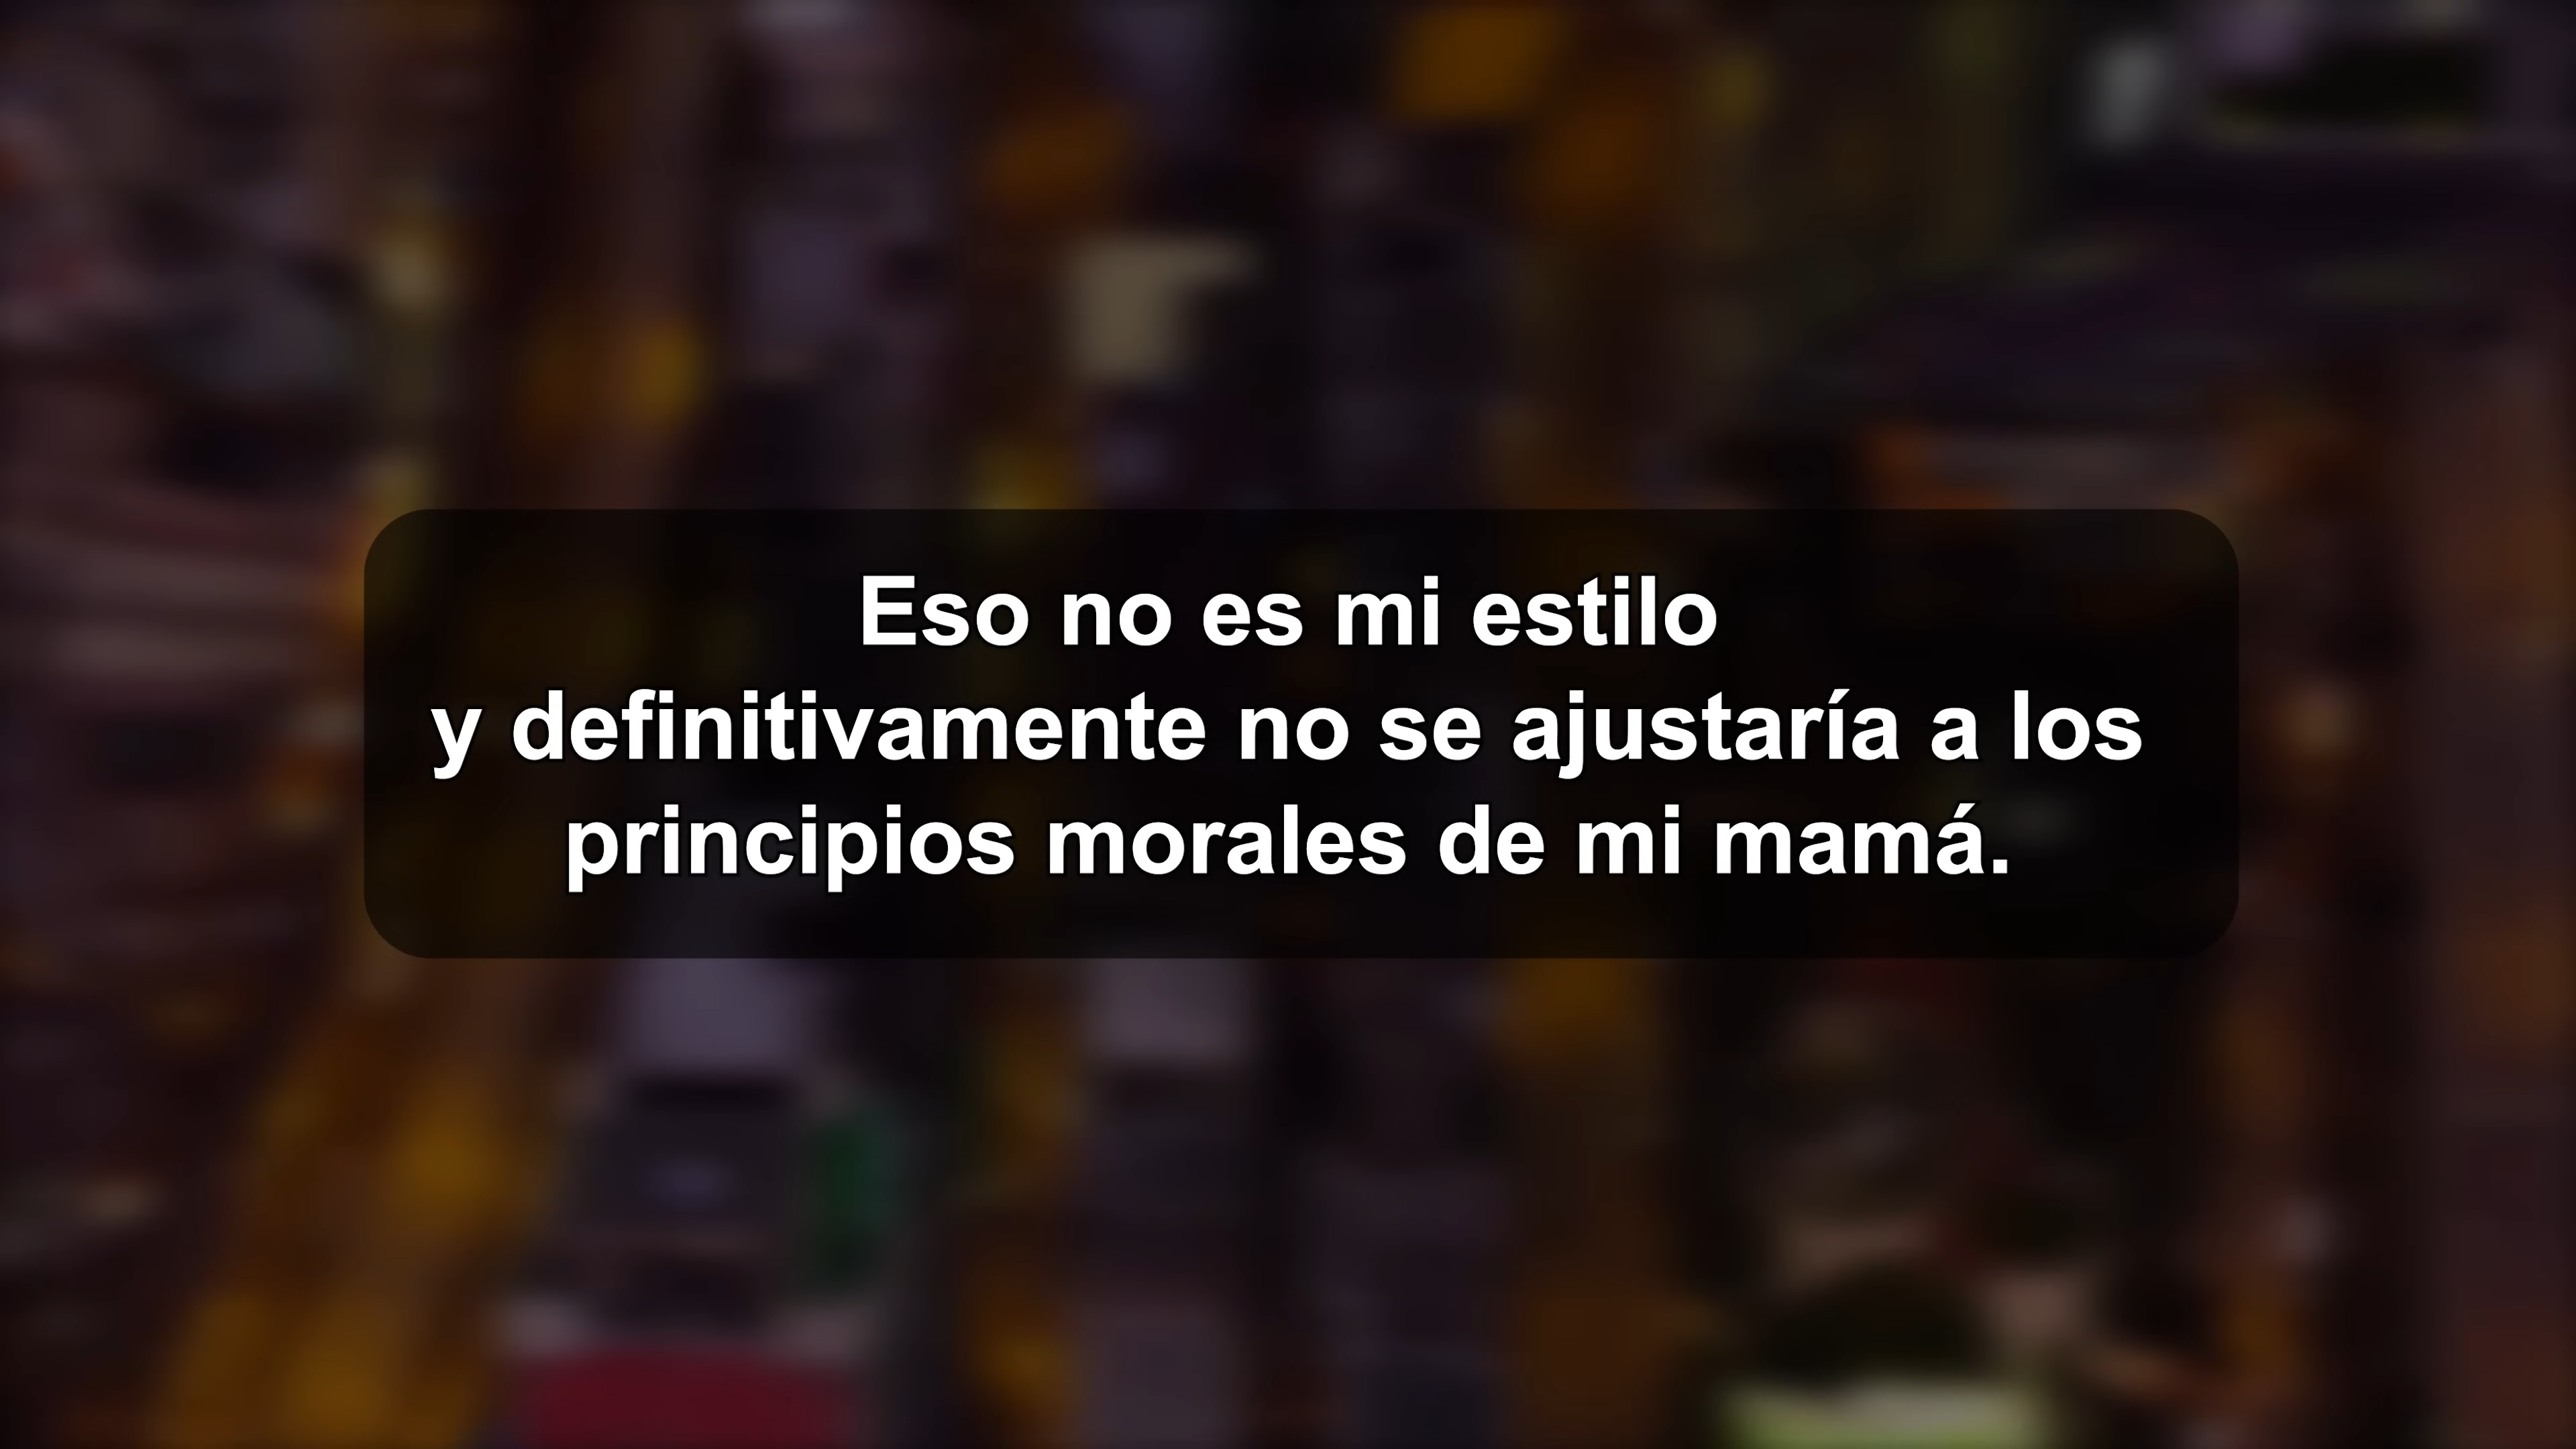 Eso no es mi estilo
y definitivamente no se ajustaría a los
principios morales de mi mamá.